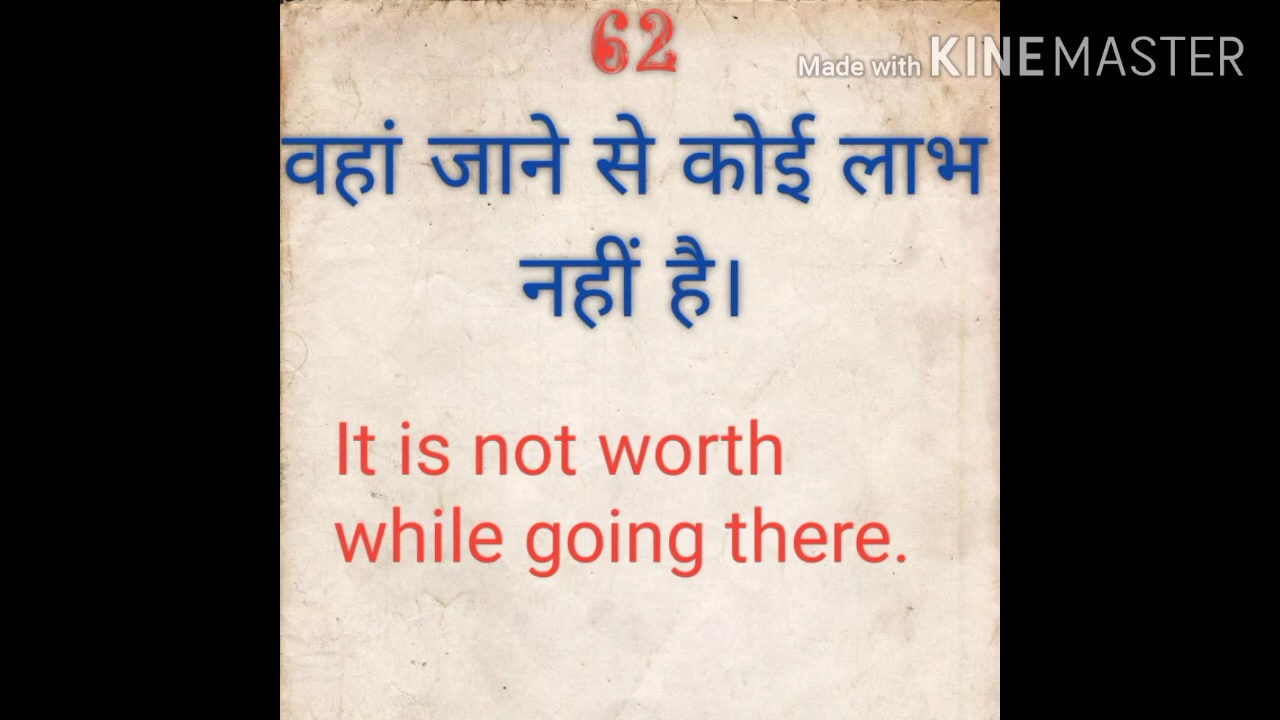 62
Made with KINEMASTER
वहां जाने से कोई लाभ
नहीं है।
It is not worth
while going there.